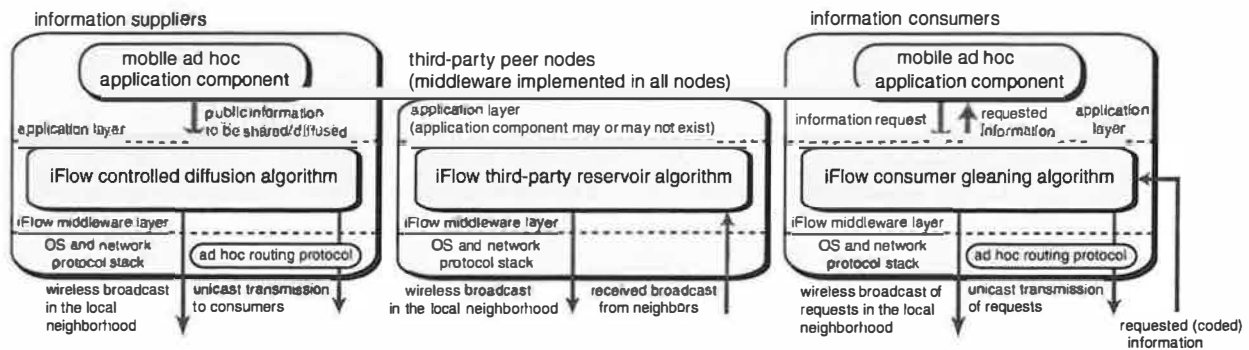 information suppliers
mobile ad hoc
application component
public information
to be shared/diffused
application layer
iFlow controlled diffusion algorithm
iFlow middleware layer
OS and network
protocol stack
ad hoc routing protocol
wireless broadcast
in the local
neighborhood
unicast transmission
to consumers
third-party peer nodes
(middleware implemented in all nodes)
application layer
(application component may or may not exist)
iFlow third-party reservoir algorithm
iFlow middleware layer
OS and network
protocol stack
wireless broadcast
in the local neighborhood
received broadcast
from neighbors
information consumers
mobile ad hoc
application component
information request
requested
information
application
layer
iFlow consumer gleaning algorithm
iFlow middleware layer
OS and network
protocol stack
ad hoc routing protocol
wireless broadcast of
requests in the local
neighborhood
unicast transmission
of requests
requested (coded)
information